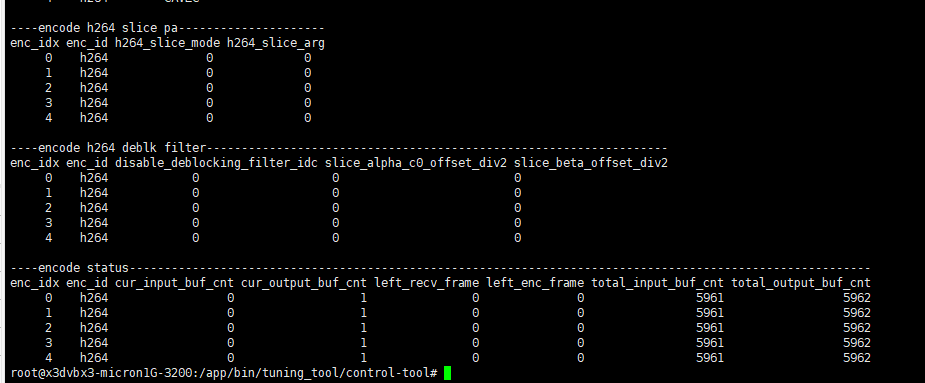 ----encode h264 slice pa---------------------
enc_idx enc_id h264_slice_mode h264_slice_arg
0 h264 0 0
1 h264 0 0
2 h264 0 0
3 h264 0 0
4 h264 0 0
----encode h264 deblk filter------------------------------------------------------------------
enc_idx enc_id disable_deblocking_filter_idc slice_alpha_c0_offset_div2 slice_beta_offset_div2
0 h264 0 0 0
1 h264 0 0 0
2 h264 0 0 0
3 h264 0 0 0
4 h264 0 0 0
----encode status----------------------------------------------------------------------------------------------------------
enc_idx enc_id cur_input_buf_cnt cur_output_buf_cnt left_recv_frame left_enc_frame total_input_buf_cnt total_output_buf_cnt
0 h264 0 1 0 0 5961 5962
1 h264 0 1 0 0 5961 5962
2 h264 0 1 0 0 5961 5962
3 h264 0 1 0 0 5961 5962
4 h264 0 1 0 0 5961 5962
root@x3dvbx3-micron1G-3200:/app/bin/tuning_tool/control-tool#